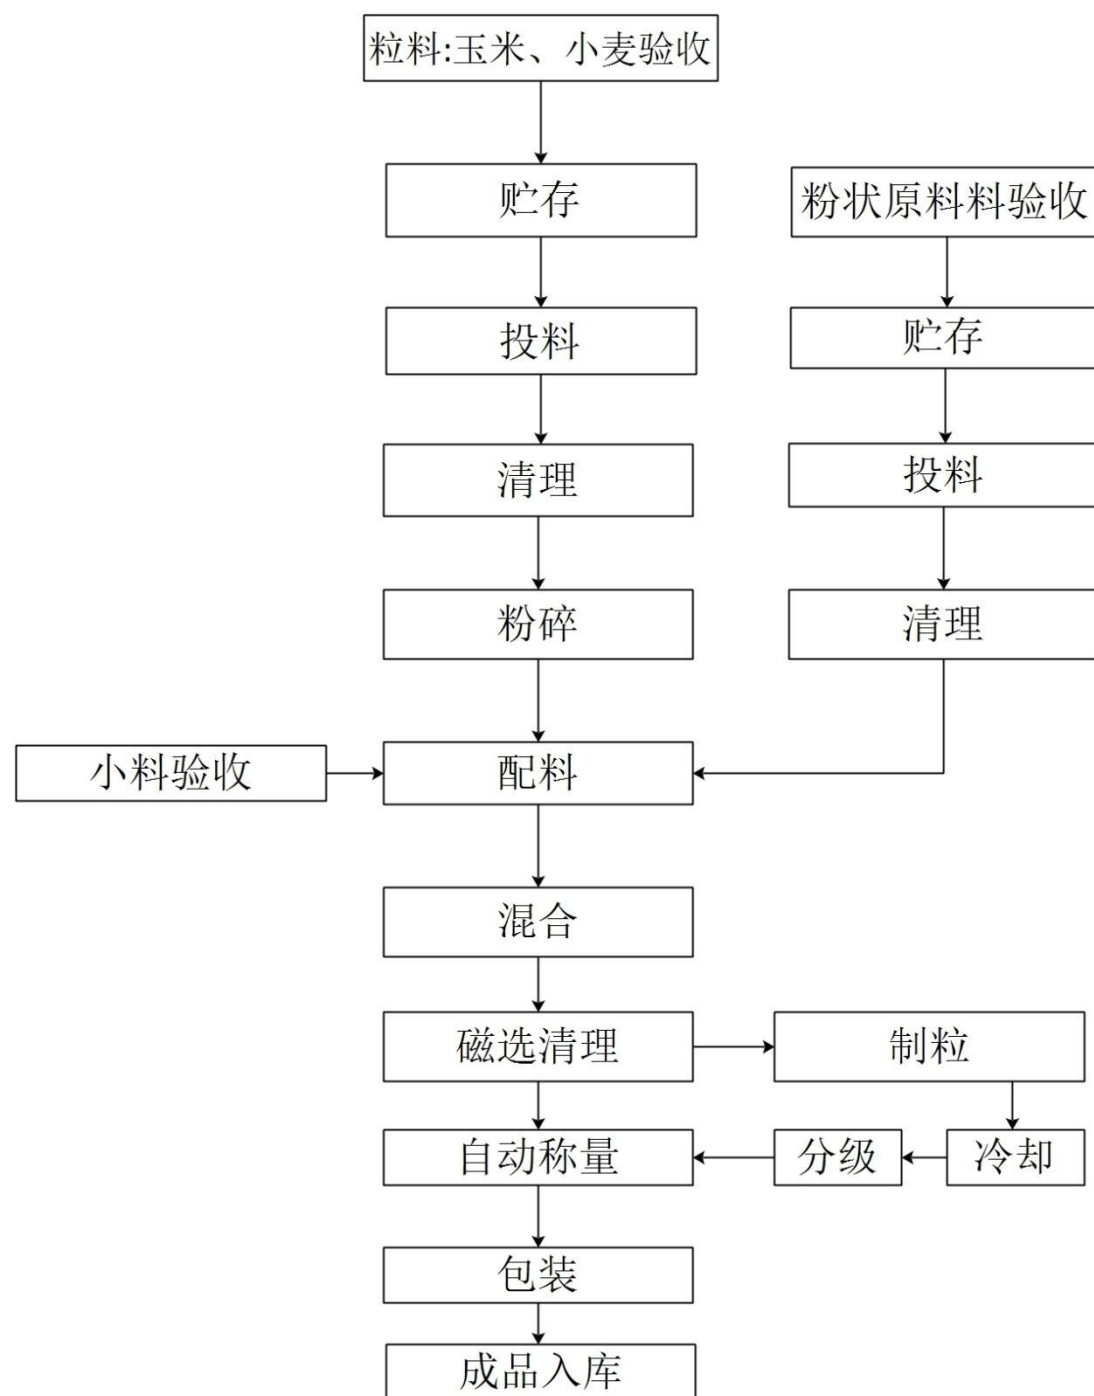 粒料:玉米、小麦验收
贮存
粉状原料料验收
投料
贮存
清理
投料
粉碎
清理
小料验收
配料
混合
磁选清理
制粒
自动称量
分级
冷却
包装
成品入库